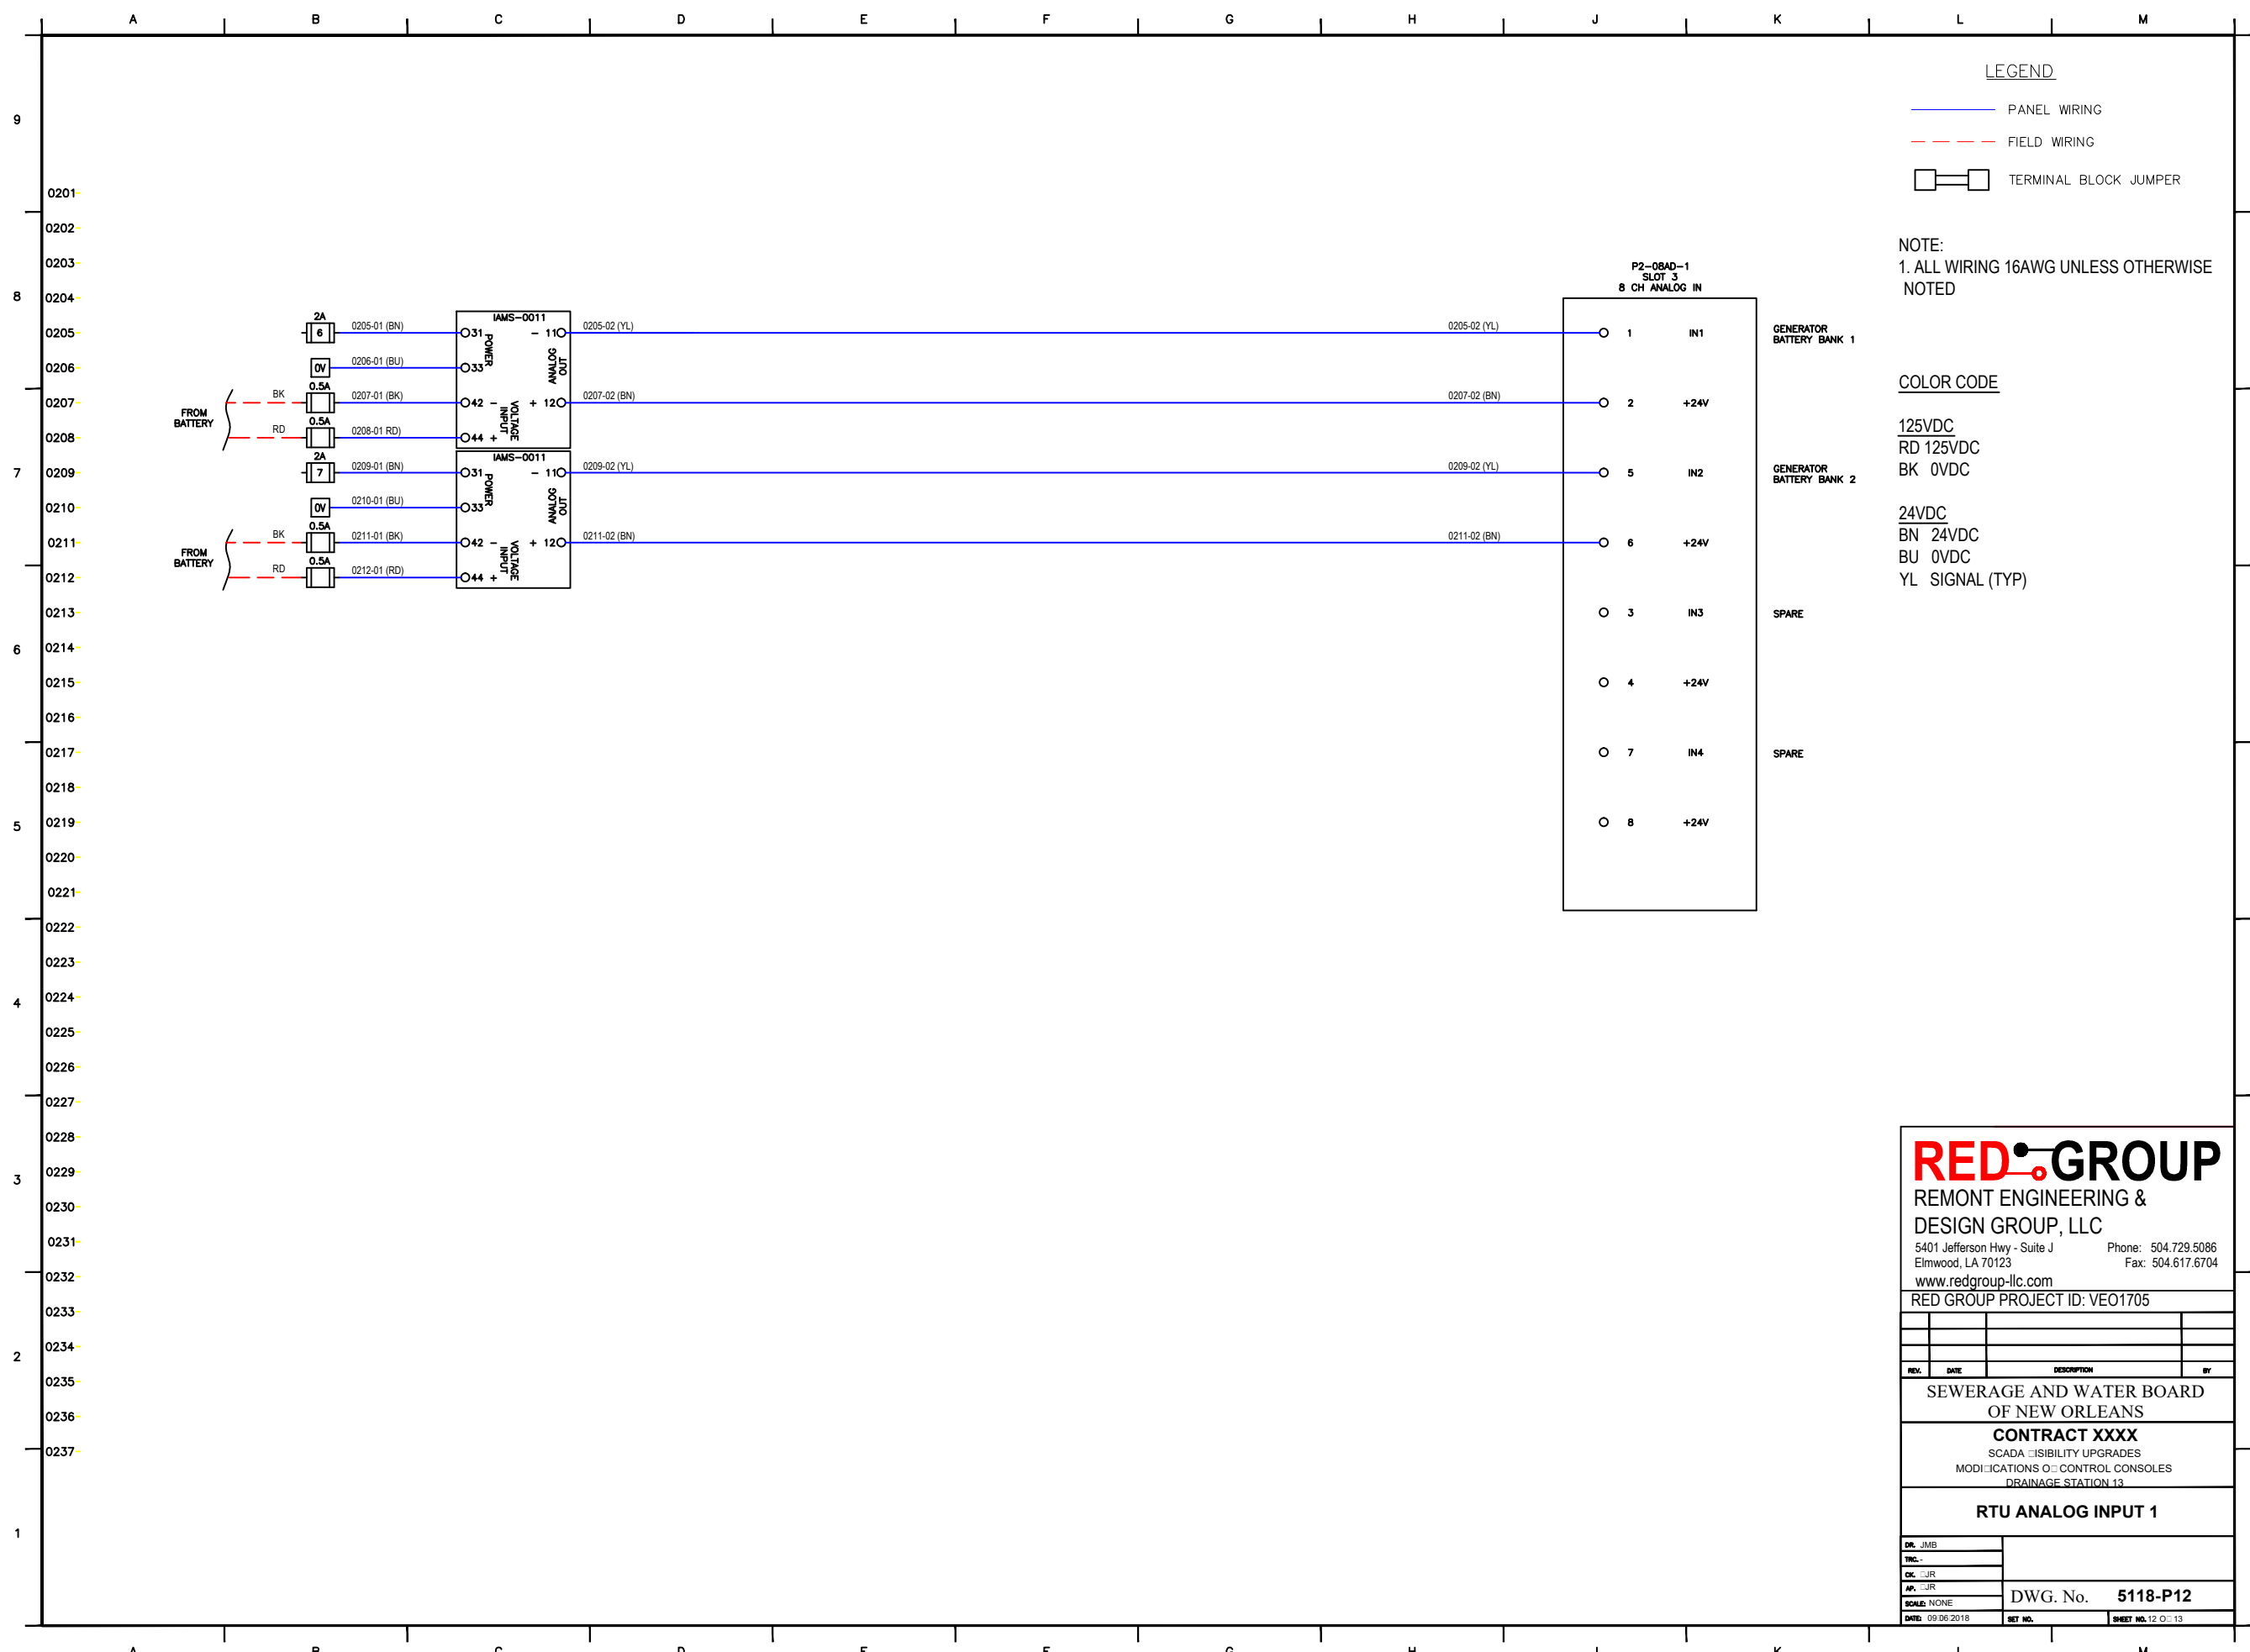 A B C D E F G H J K L M
LEGEND
PANEL WIRING
FIELD WIRING
TERMINAL BLOCK JUMPER
NOTE:
1. ALL WIRING 16AWG UNLESS OTHERWISE
NOTED
COLOR CODE
125VDC
RD 125VDC
BK 0VDC
24VDC
BN 24VDC
BU 0VDC
YL SIGNAL (TYP)
9
8
7
6
5
4
3
2
1
0201
0202
0203
0204
0205
0206
0207
0208
0209
0210
0211
0212
0213
0214
0215
0216
0217
0218
0219
0220
0221
0222
0223
0224
0225
0226
0227
0228
0229
0230
0231
0232
0233
0234
0235
0236
0237
2A
6 0205-01 (BN)
0V 0206-01 (BU)
0.5A
BK 0207-01 (BK)
FROM
BATTERY
0.5A
RD 0208-01 RD)
IAMS-0011
31 - 11
POWER
33
ANALOG
OUT
42 - + 12
VOLTAGE
INPUT
44 +
0205-02 (YL) 0205-02 (YL)
0207-02 (BN) 0207-02 (BN)
2A
7 0209-01 (BN)
0V 0210-01 (BU)
0.5A
BK 0211-01 (BK)
FROM
BATTERY
0.5A
RD 0212-01 (RD)
IAMS-0011
31 - 11
POWER
33
ANALOG
OUT
42 - + 12
VOLTAGE
INPUT
44 +
0209-02 (YL) 0209-02 (YL)
0211-02 (BN) 0211-02 (BN)
P2-08AD-1
SLOT 3
8 CH ANALOG IN
1 IN1
GENERATOR
BATTERY BANK 1
2 +24V
5 IN2
GENERATOR
BATTERY BANK 2
6 +24V
3 IN3 SPARE
4 +24V
7 IN4 SPARE
8 +24V
RED GROUP
REMONT ENGINEERING &
DESIGN GROUP, LLC
5401 Jefferson Hwy - Suite J Phone: 504.729.5086
Elmwood, LA 70123 Fax: 504.617.6704
www.redgroup-llc.com
RED GROUP PROJECT ID: VEO1705
REV. DATE DESCRIPTION BY
SEWERAGE AND WATER BOARD
OF NEW ORLEANS
CONTRACT XXXX
SCADA □ISIBILITY UPGRADES
MODI□ICATIONS O□ CONTROL CONSOLES
DRAINAGE STATION 13
RTU ANALOG INPUT 1
DR. JMB
TRC. -
CK. □JR
AP. □JR
SCALE: NONE
DATE: 09□06□2018
DWG. No. 5118-P12
SET NO. SHEET NO. 12 O□ 13
A B C D E F G H J K L M